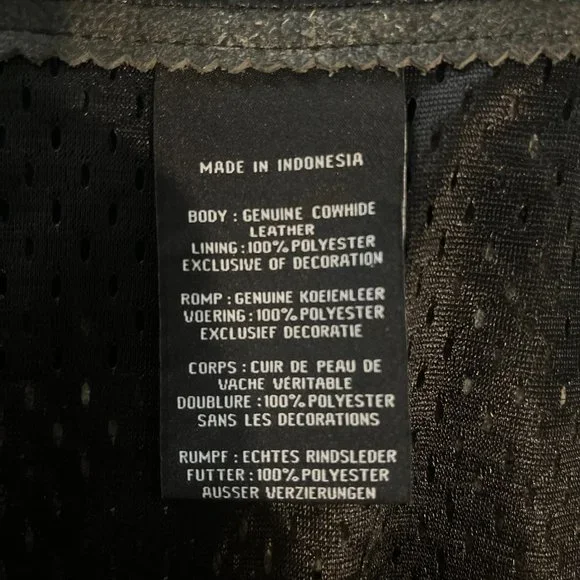 MADE IN INDONESIA
BODY : GENUINE COWHIDE
LEATHER
LINING :100% POLYESTER
EXCLUSIVE OF DECORATION
ROMP : GENUINE KOEIENLEER
VOERING :100% POLYESTER
EXCLUSIEF DECORATIE
CORPS : CUIR DE PEAU DE
VACHE VÉRITABLE
DOUBLURE :100% POLYESTER
SANS LES DECORATIONS
RUMPF : ECHTES RINDSLEDER
FUTTER :100% POLYESTER
AUSSER VERZIERUNGEN